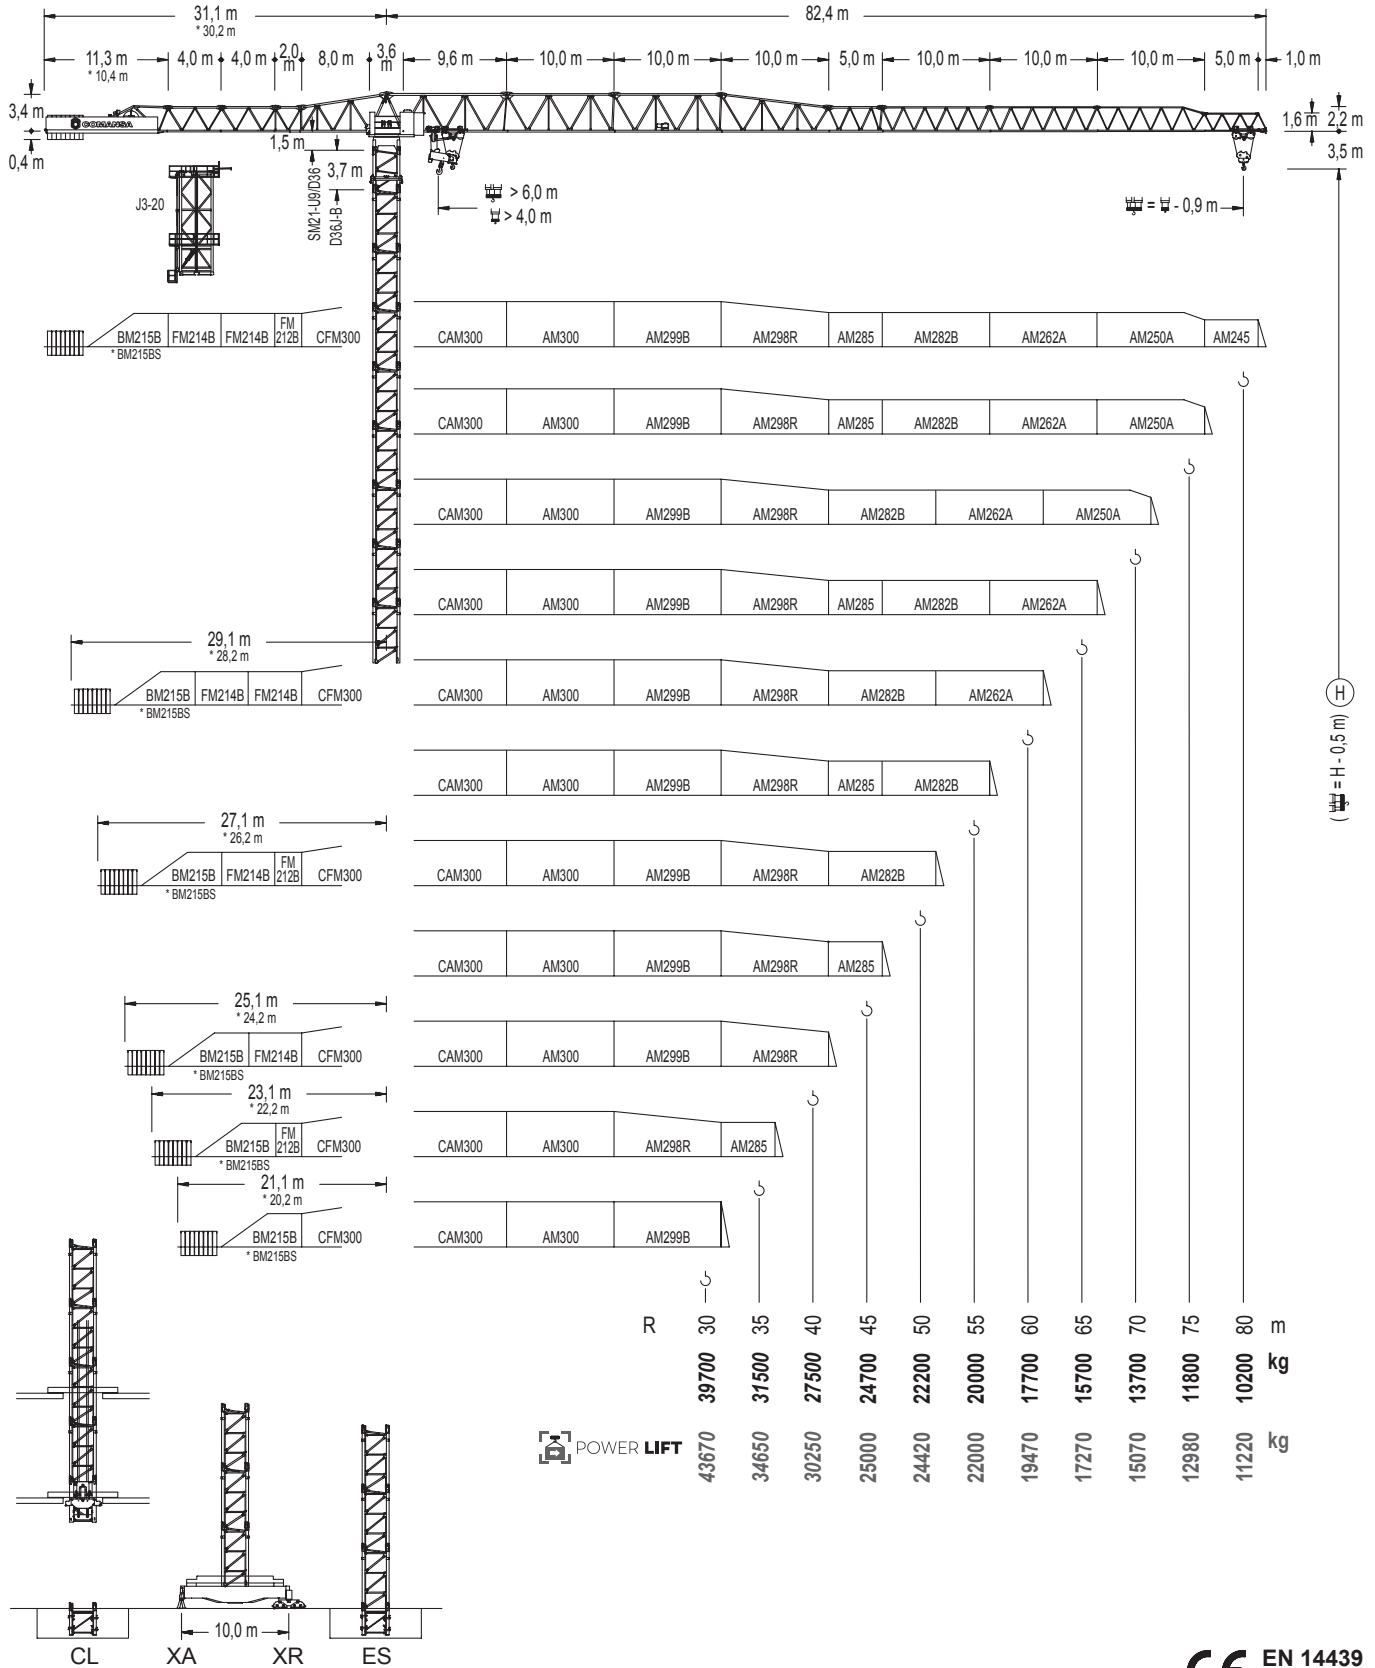 31,1 m
* 30,2 m
82,4 m
11,3 m
* 10,4 m
4,0 m
4,0 m
2,0 m
8,0 m
3,6 m
9,6 m
10,0 m
10,0 m
10,0 m
5,0 m
10,0 m
10,0 m
10,0 m
5,0 m
1,0 m
3,4 m
COMANSA
0,4 m
1,5 m
3,7 m
SM21-U9/D36
D36J-B
J3-20
> 6,0 m
> 4,0 m
= - 0,9 m
1,6 m
2,2 m
3,5 m
BM215B FM214B FM214B FM 212B CFM300 CAM300 AM300 AM299B AM298R AM285 AM282B AM262A AM250A AM245
* BM215BS
CAM300 AM300 AM299B AM298R AM285 AM282B AM262A AM250A
CAM300 AM300 AM299B AM298R AM282B AM262A AM250A
CAM300 AM300 AM299B AM298R AM285 AM282B AM262A
29,1 m
* 28,2 m
BM215B FM214B FM214B CFM300 CAM300 AM300 AM299B AM298R AM282B AM262A
* BM215BS
H
( = H - 0,5 m)
CAM300 AM300 AM299B AM298R AM285 AM282B
27,1 m
* 26,2 m
BM215B FM214B FM 212B CFM300 CAM300 AM300 AM299B AM298R AM282B
* BM215BS
CAM300 AM300 AM299B AM298R AM285
25,1 m
* 24,2 m
BM215B FM214B CFM300 CAM300 AM300 AM299B AM298R
* BM215BS
23,1 m
* 22,2 m
BM215B FM 212B CFM300 CAM300 AM300 AM298R AM285
* BM215BS
21,1 m
* 20,2 m
BM215B CFM300 CAM300 AM300 AM299B
* BM215BS
R 30 35 40 45 50 55 60 65 70 75 80 m
39700 31500 27500 24700 22200 20000 17700 15700 13700 11800 10200 kg
POWER LIFT 43670 34650 30250 25000 24420 22000 19470 17270 15070 12980 11220 kg
10,0 m
CL XA XR ES
CE EN 14439